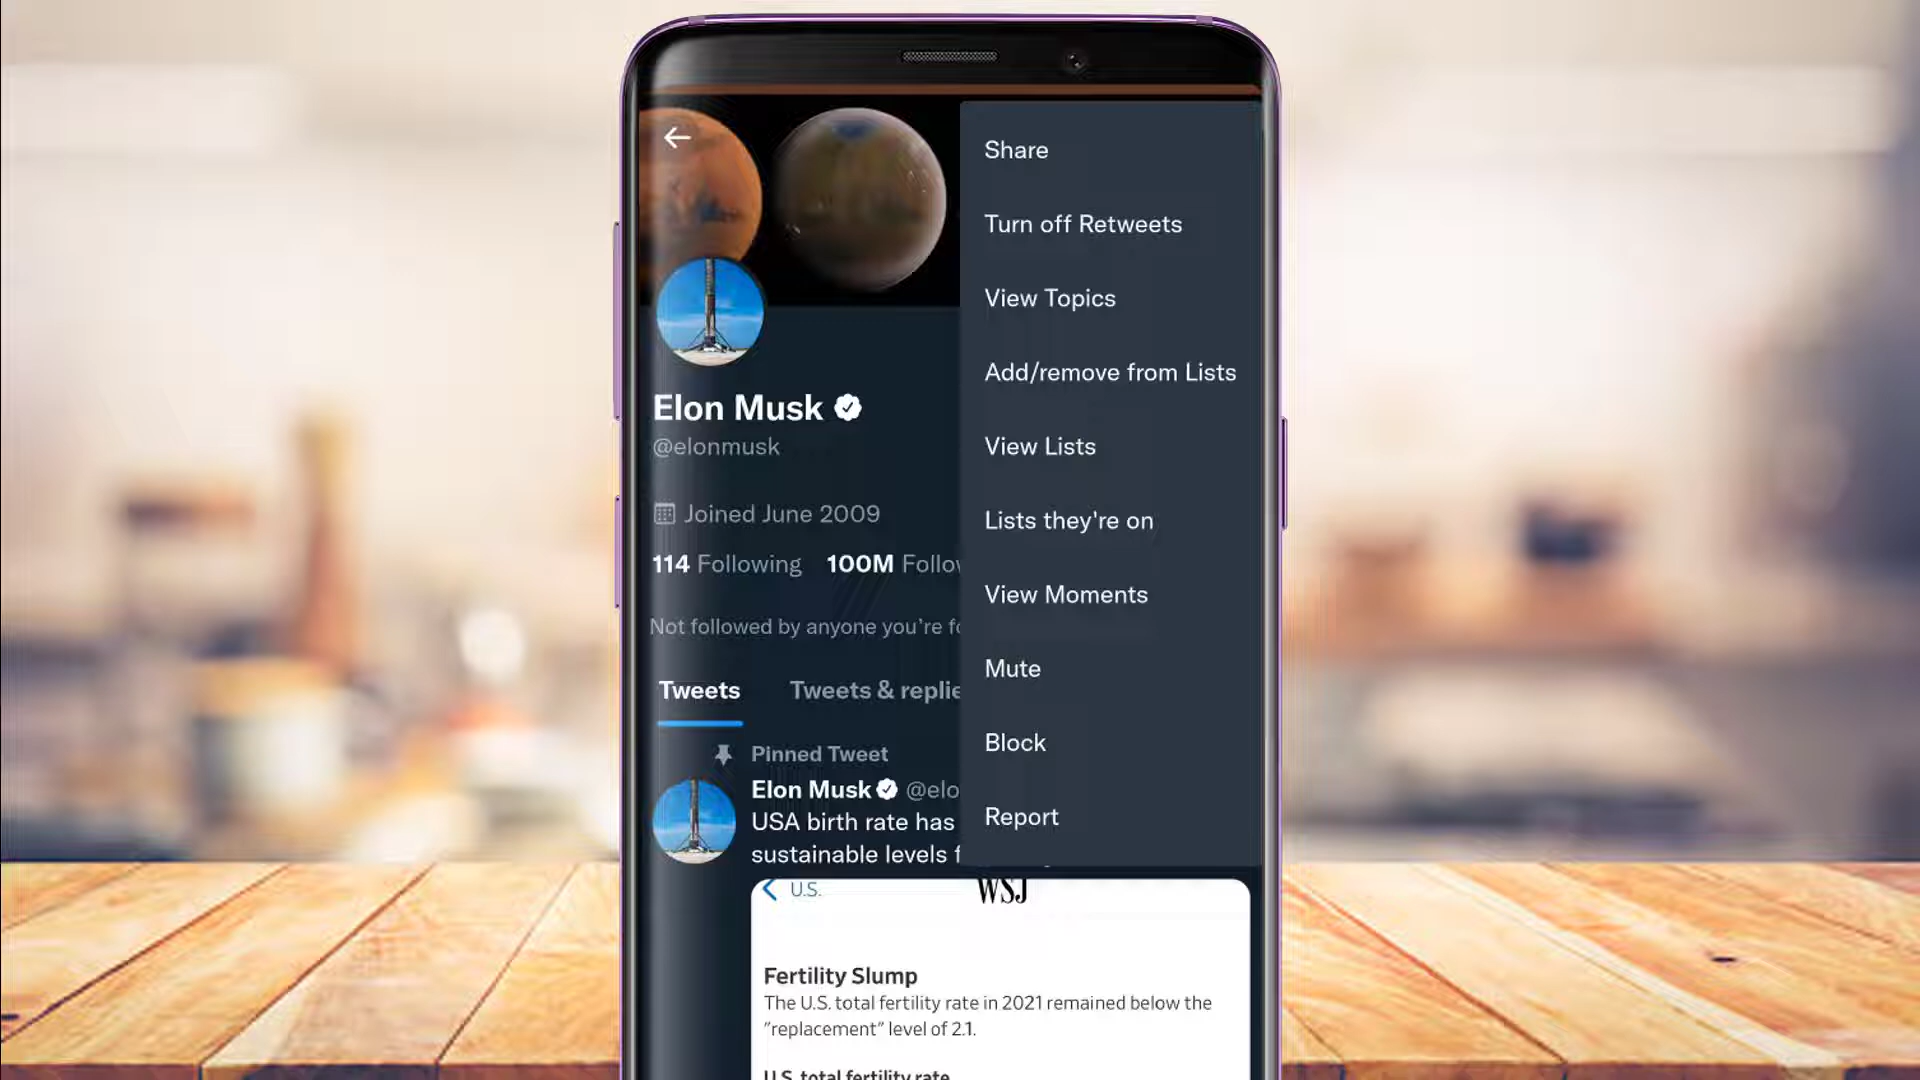 Share
Turn off Retweets
View Topics
Add/remove from Lists
View Lists
Lists they're on
View Moments
Mute
Block
Report
Elon Musk
@elonmusk
Joined June 2009
114 Following 100M Follow
Not followed by anyone you're fo
Tweets Tweets & replie
Pinned Tweet
Elon Musk @elo
USA birth rate has
sustainable levels f
U.S. WSJ
Fertility Slump
The U.S. total fertility rate in 2021 remained below the
"replacement" level of 2.1.
U.S. total fertility rate